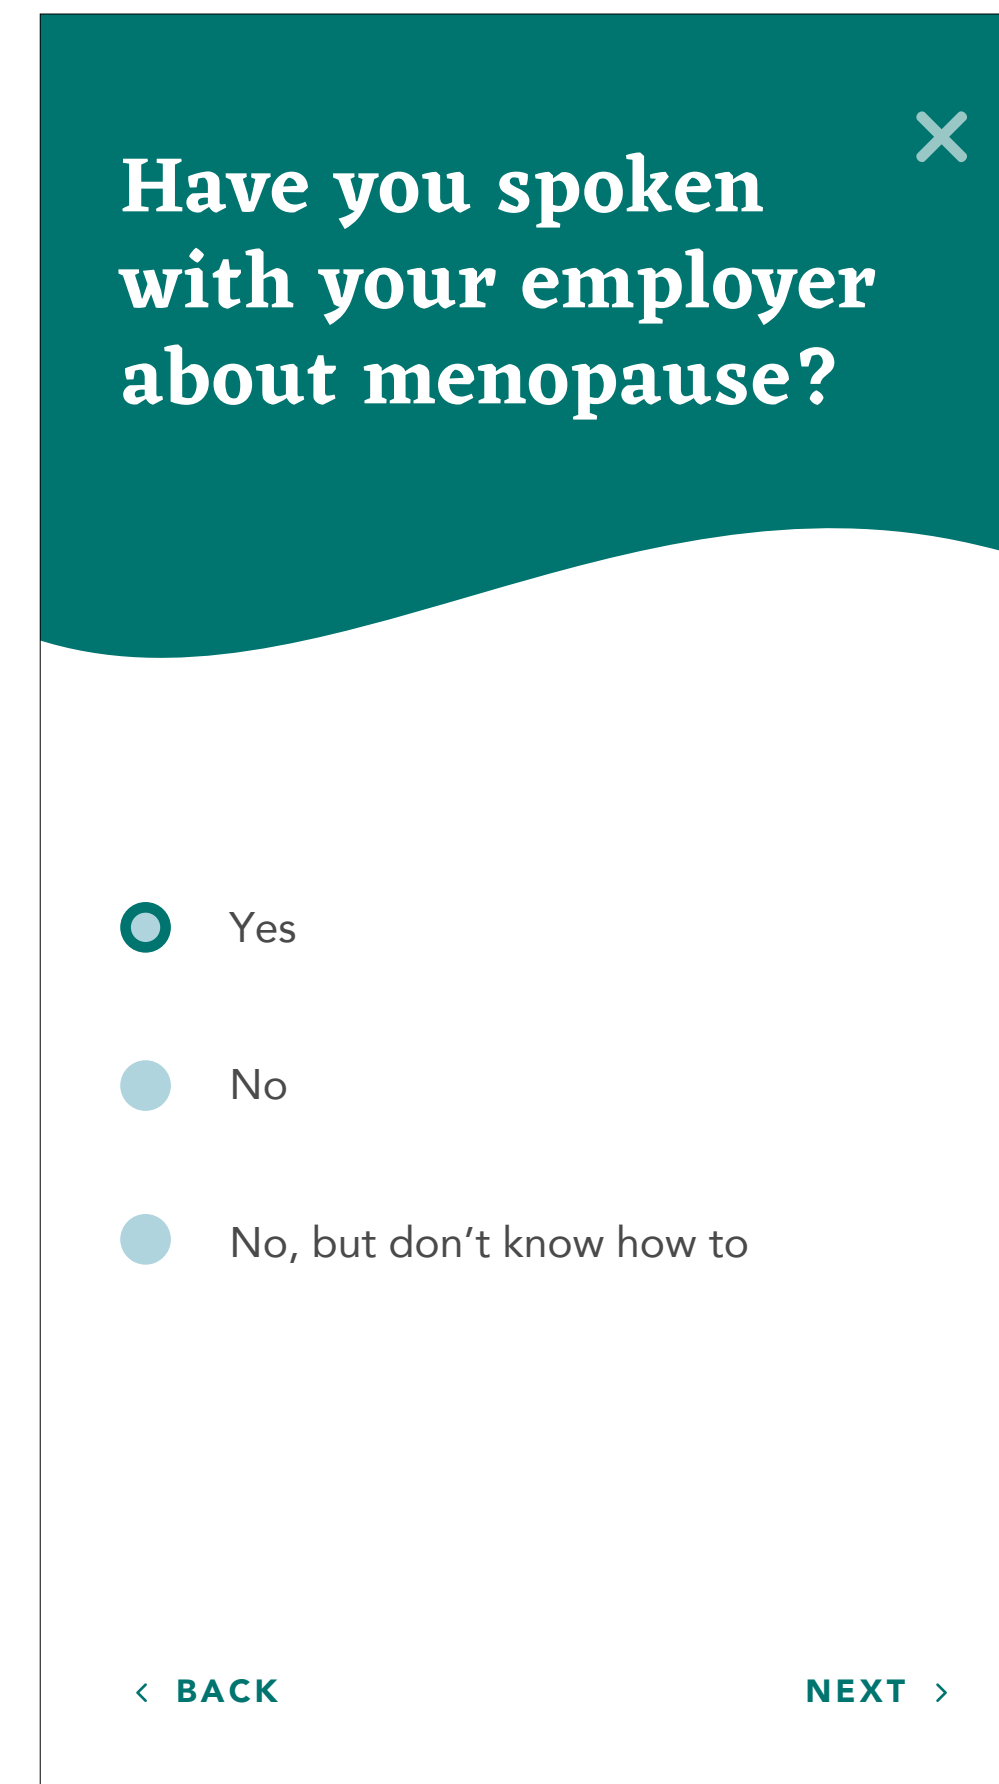 Have you spoken
with your employer
about menopause?
Yes
No
No, but don’t know how to
BACK
NEXT